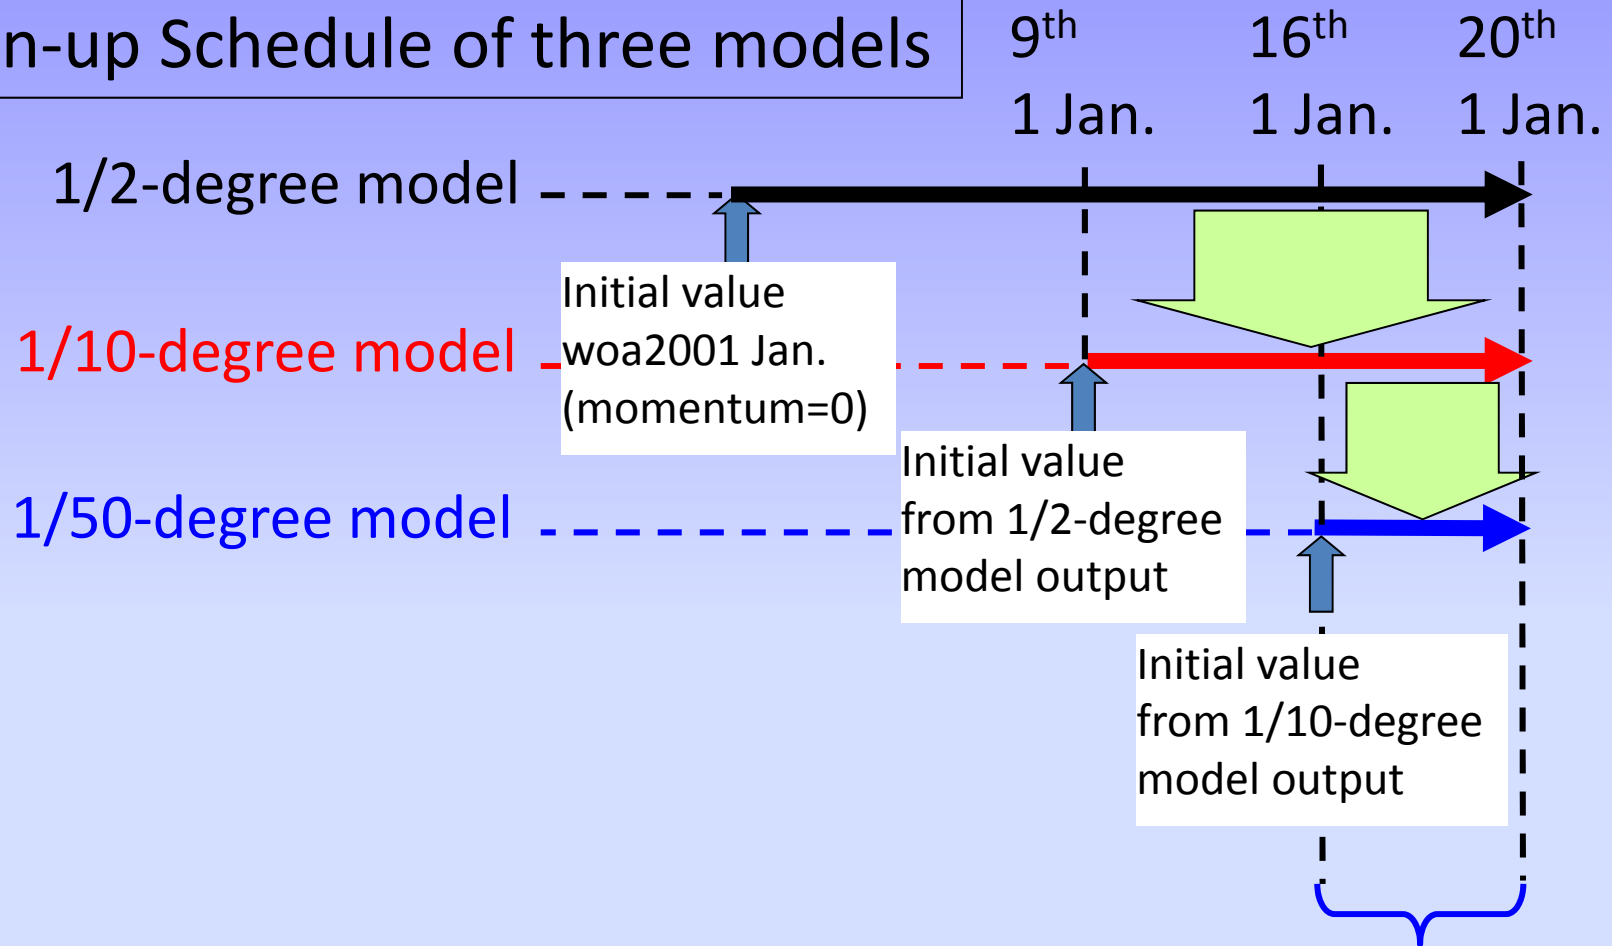 n-up Schedule of three models
9th 16th 20th
1 Jan. 1 Jan. 1 Jan.
1/2-degree model
Initial value
woa2001 Jan.
(momentum=0)
1/10-degree model
Initial value
from 1/2-degree
model output
1/50-degree model
Initial value
from 1/10-degree
model output